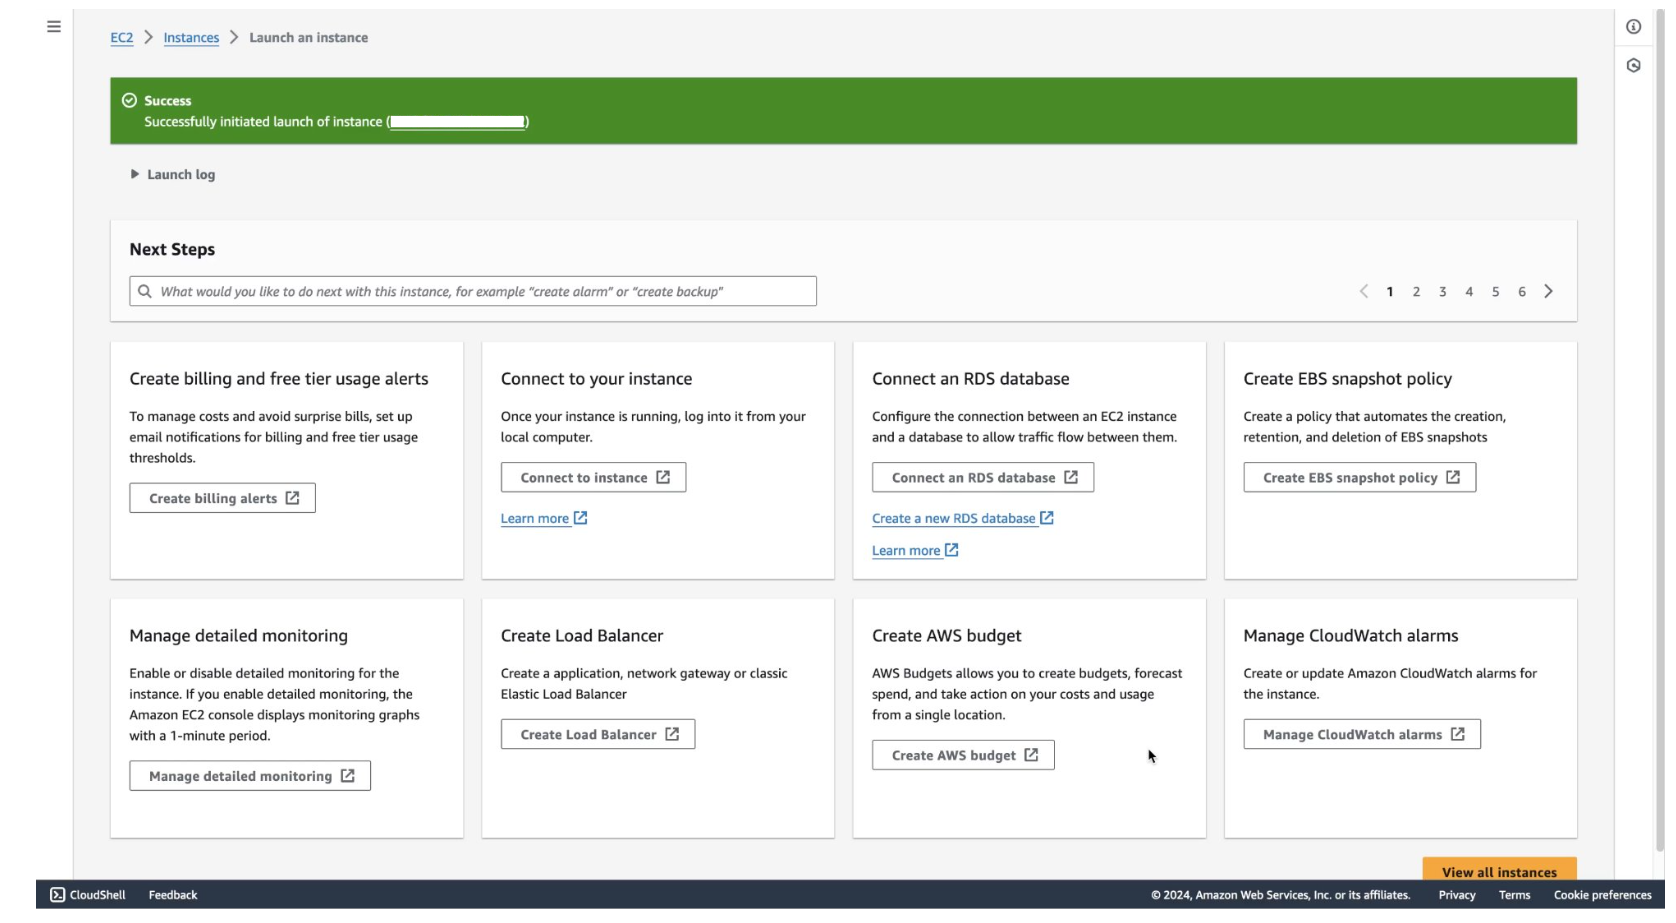 EC2 > Instances > Launch an instance
Success
Successfully initiated launch of instance ( )
Launch log
Next Steps
What would you like to do next with this instance, for example "create alarm" or "create backup"
1 2 3 4 5 6
Create billing and free tier usage alerts
To manage costs and avoid surprise bills, set up
email notifications for billing and free tier usage
thresholds.
Create billing alerts
Connect to your instance
Once your instance is running, log into it from your
local computer.
Connect to instance
Learn more
Connect an RDS database
Configure the connection between an EC2 instance
and a database to allow traffic flow between them.
Connect an RDS database
Create a new RDS database
Learn more
Create EBS snapshot policy
Create a policy that automates the creation,
retention, and deletion of EBS snapshots
Create EBS snapshot policy
Manage detailed monitoring
Enable or disable detailed monitoring for the
instance. If you enable detailed monitoring, the
Amazon EC2 console displays monitoring graphs
with a 1-minute period.
Manage detailed monitoring
Create Load Balancer
Create a application, network gateway or classic
Elastic Load Balancer
Create Load Balancer
Create AWS budget
AWS Budgets allows you to create budgets, forecast
spend, and take action on your costs and usage
from a single location.
Create AWS budget
Manage CloudWatch alarms
Create or update Amazon CloudWatch alarms for
the instance.
Manage CloudWatch alarms
View all instances
CloudShell Feedback © 2024, Amazon Web Services, Inc. or its affiliates. Privacy Terms Cookie preferences